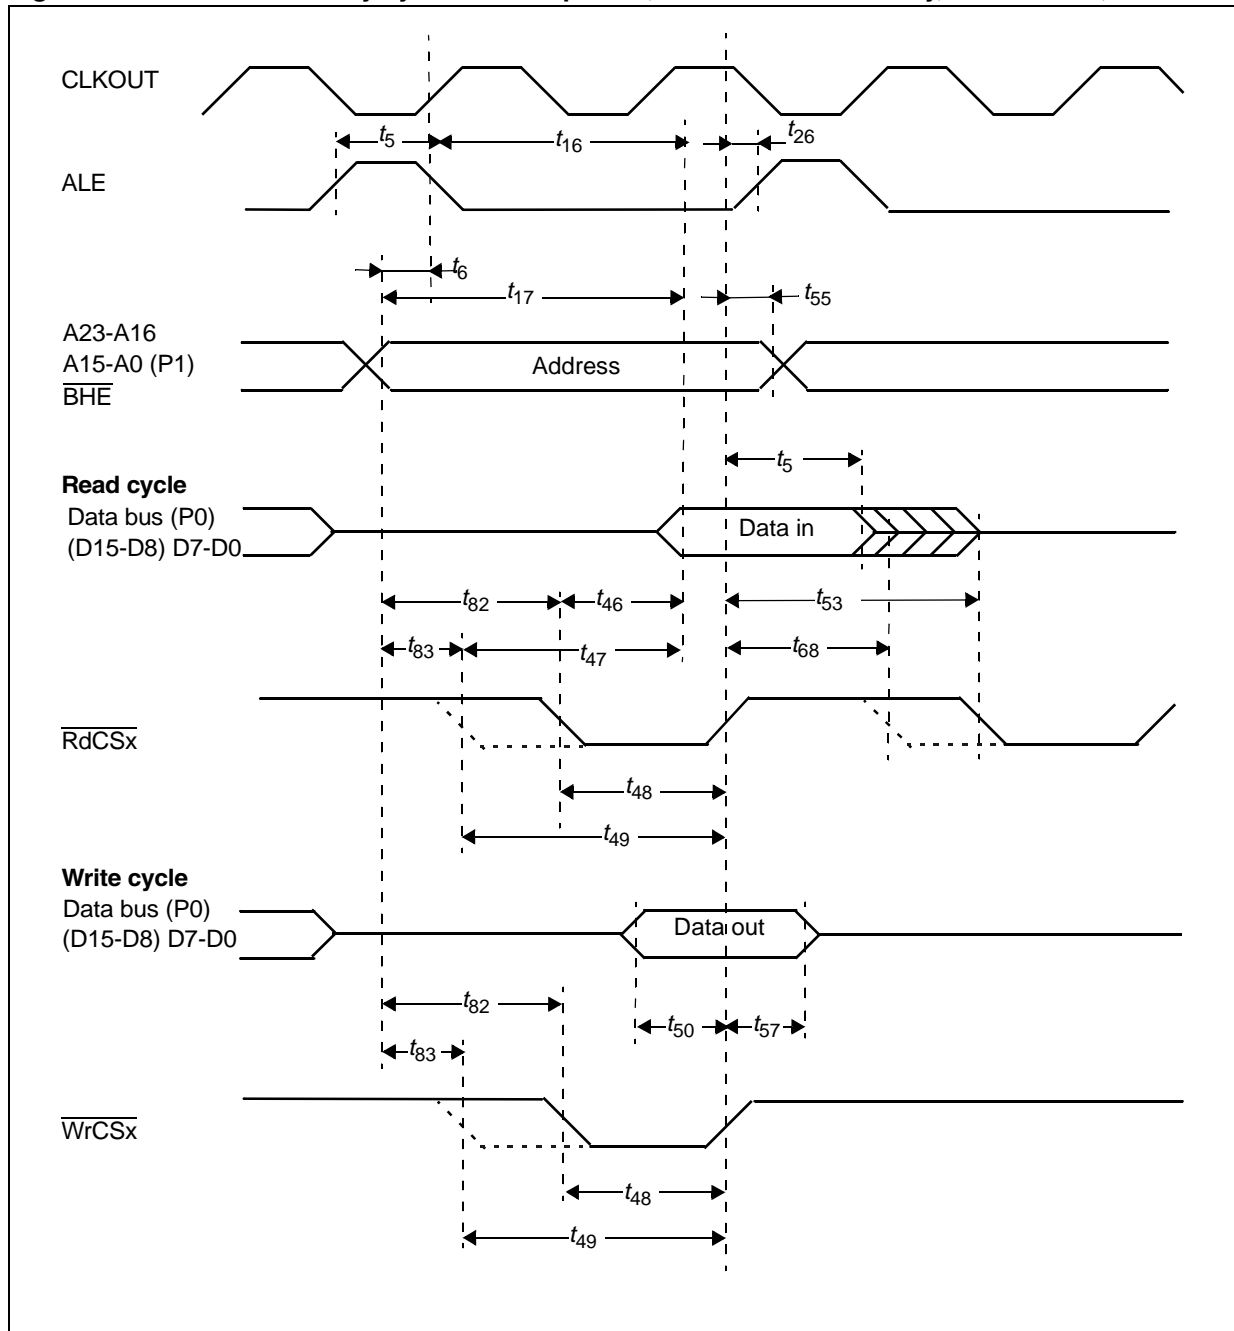 CLKOUT
t5
t16
t26
ALE
t6
t17
t55
A23-A16
A15-A0 (P1)
BHE
Address
t5
Read cycle
Data bus (P0)
(D15-D8) D7-D0
Data in
t82
t46
t53
t83
t47
t68
RdCSx
t48
t49
Write cycle
Data bus (P0)
(D15-D8) D7-D0
Data out
t82
t50
t57
t83
WrCSx
t48
t49